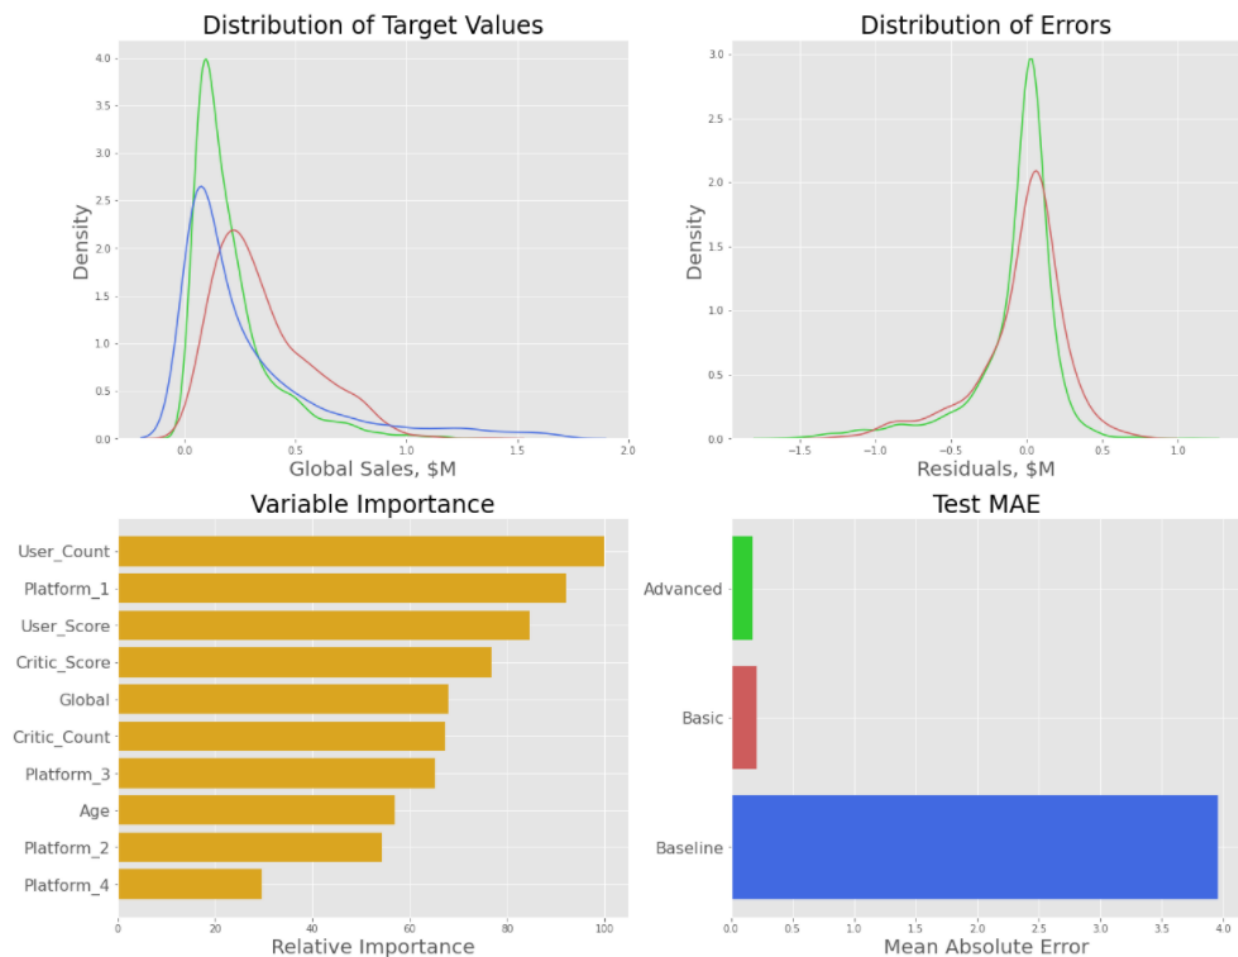 Distribution of Target Values
4.0
3.5
3.0
2.5
2.0
1.5
1.0
0.5
0.0
Density
0.0 0.5 1.0 1.5 2.0
Global Sales, $M
Distribution of Errors
3.0
2.5
2.0
1.5
1.0
0.5
0.0
Density
−1.5 −1.0 −0.5 0.0 0.5 1.0
Residuals, $M
Variable Importance
User_Count
Platform_1
User_Score
Critic_Score
Global
Critic_Count
Platform_3
Age
Platform_2
Platform_4
0 20 40 60 80 100
Relative Importance
Test MAE
Advanced
Basic
Baseline
0.0 0.5 1.0 1.5 2.0 2.5 3.0 3.5 4.0
Mean Absolute Error